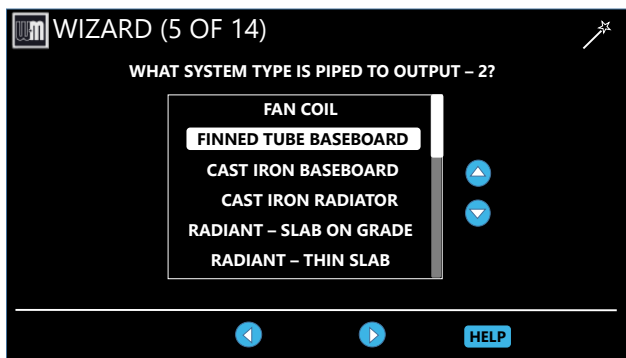 wm WIZARD (5 OF 14)
WHAT SYSTEM TYPE IS PIPED TO OUTPUT – 2?
FAN COIL
FINNED TUBE BASEBOARD
CAST IRON BASEBOARD
CAST IRON RADIATOR
RADIANT – SLAB ON GRADE
RADIANT – THIN SLAB
HELP